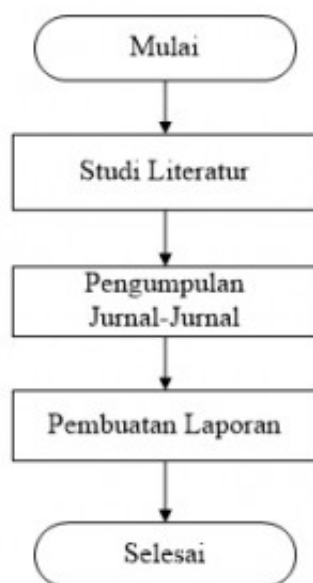 Mulai
Studi Literatur
Pengumpulan
Jurnal-Jurnal
Pembuatan Laporan
Selesai